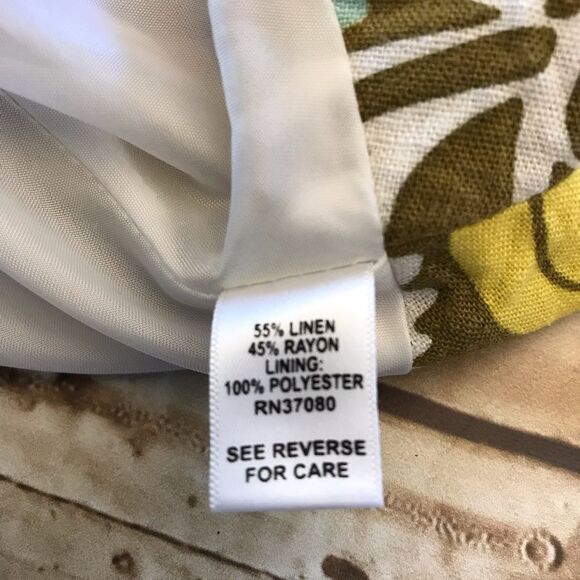 55% LINEN
45% RAYON
LINING:
100% POLYESTER
RN37080
SEE REVERSE
FOR CARE